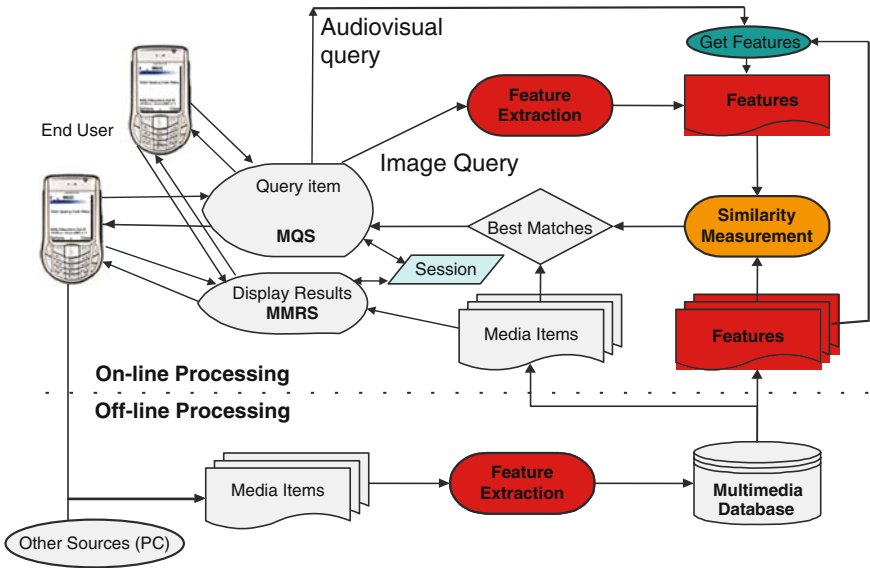 Audiovisual
query
Get Features
Feature
Extraction
Features
End User
Image Query
Query item
MQS
Best Matches
Similarity
Measurement
Session
Display Results
MMRS
Media Items
Features
On-line Processing
Off-line Processing
Media Items
Feature
Extraction
Multimedia
Database
Other Sources (PC)